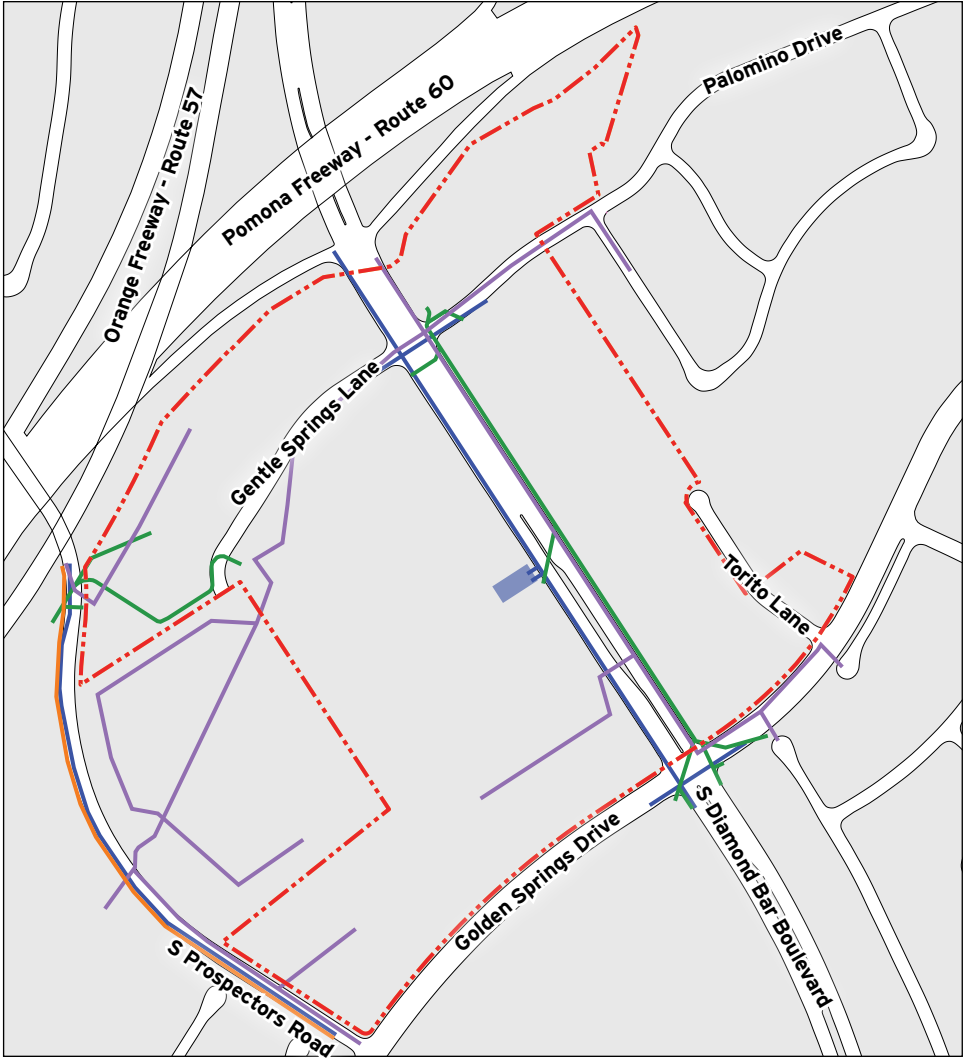 Palomino Drive
Orange Freeway - Route 57
Pomona Freeway - Route 60
Gentle Springs Lane
Torito Lane
S Diamond Bar Boulevard
Golden Springs Drive
S Prospectors Road